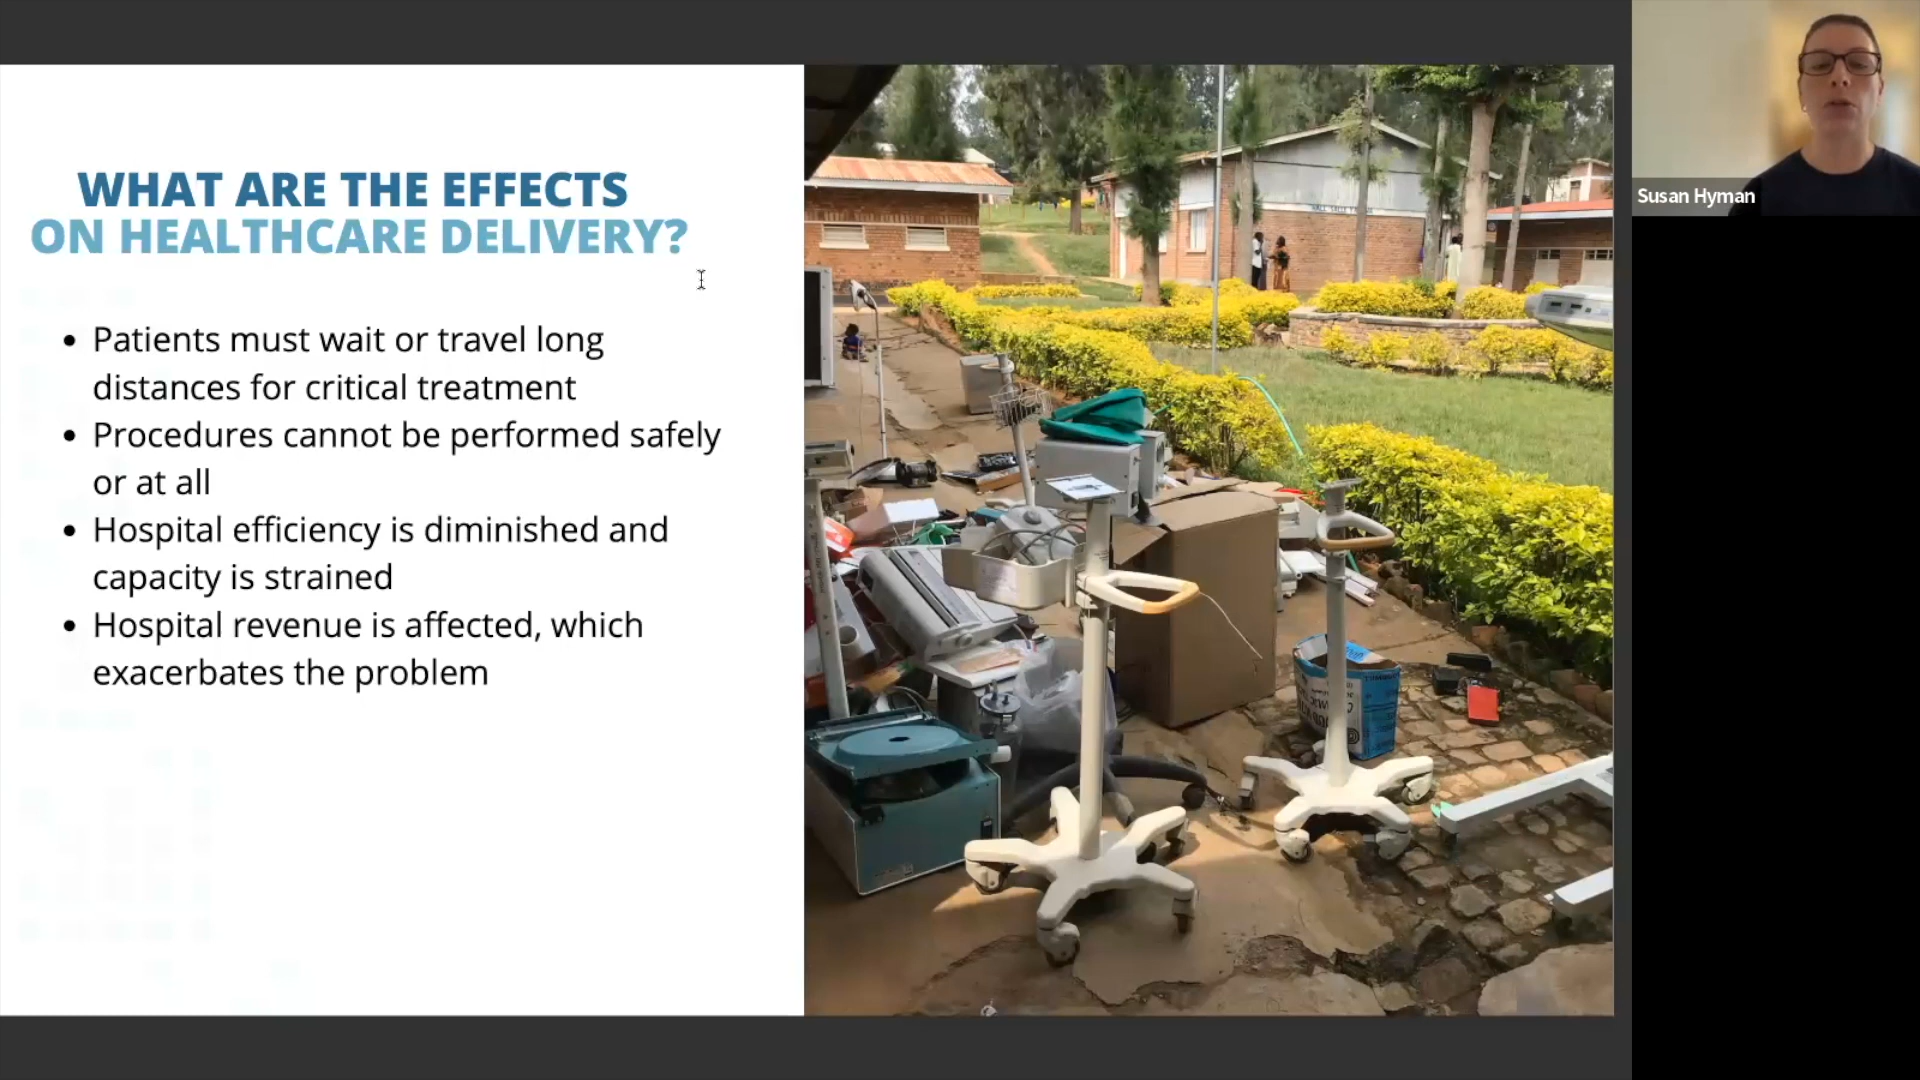 WHAT ARE THE EFFECTS
ON HEALTHCARE DELIVERY?
• Patients must wait or travel long
distances for critical treatment
• Procedures cannot be performed safely
or at all
• Hospital efficiency is diminished and
capacity is strained
• Hospital revenue is affected, which
exacerbates the problem
Susan Hyman